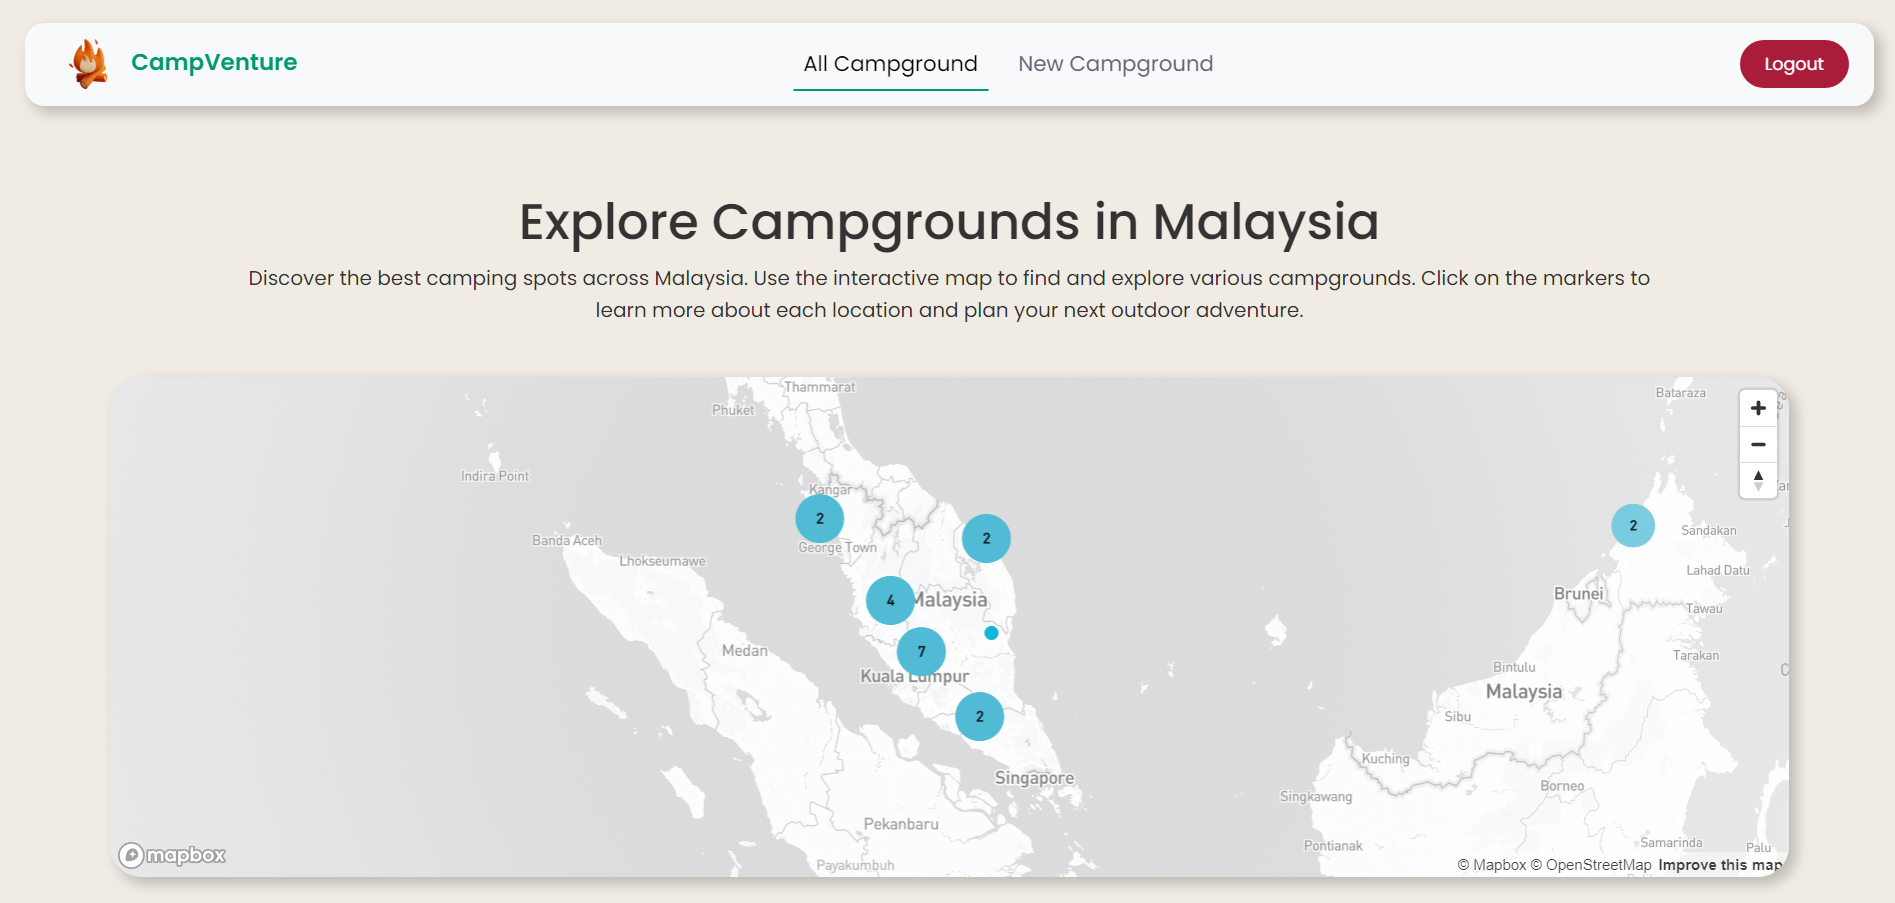 CampVenture
All Campground
New Campground
Logout
Explore Campgrounds in Malaysia
Discover the best camping spots across Malaysia. Use the interactive map to find and explore various campgrounds. Click on the markers to
learn more about each location and plan your next outdoor adventure.
Thammarat
Phuket
Bataraza
Indira Point
Kangar
2
George Town
2
2
Sandakan
Banda Aceh
Lhokseumawe
Lahad Datu
4
Malaysia
Brunei
Tawau
7
Medan
Kuala Lumpur
Tarakan
Bintulu
Malaysia
2
Sibu
Kuching
Singapore
Borneo
Singkawang
Pekanbaru
Pontianak
Samarinda
Palu
mapbox
Payakumbuh
© Mapbox © OpenStreetMap Improve this map